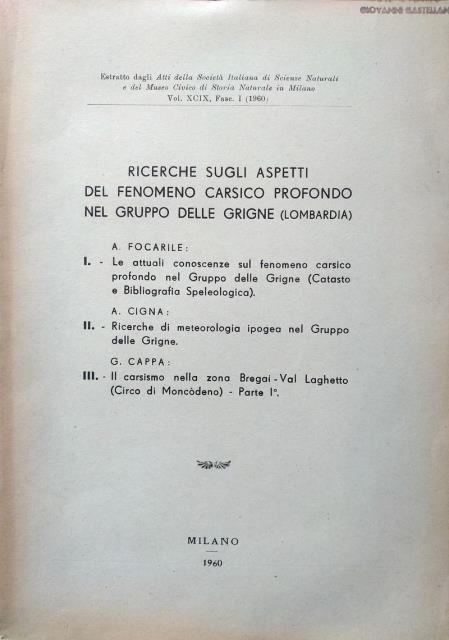 GIOVANNI CASTELLAN
Estratto dagli Atti della Società Italiana di Scienze Naturali
e del Museo Civico di Storia Naturale in Milano
Vol. XCIX, Fasc. I (1960)
RICERCHE SUGLI ASPETTI
DEL FENOMENO CARSICO PROFONDO
NEL GRUPPO DELLE GRIGNE (LOMBARDIA)
A. FOCARILE:
I. - Le attuali conoscenze sul fenomeno carsico
profondo nel Gruppo delle Grigne (Catasto
e Bibliografia Speleologica).
A. CIGNA:
II. - Ricerche di meteorologia ipogea nel Gruppo
delle Grigne.
G. CAPPA:
III. - Il carsismo nella zona Bregai - Val Laghetto
(Circo di Moncòdeno) - Parte Iª.
MILANO
1960